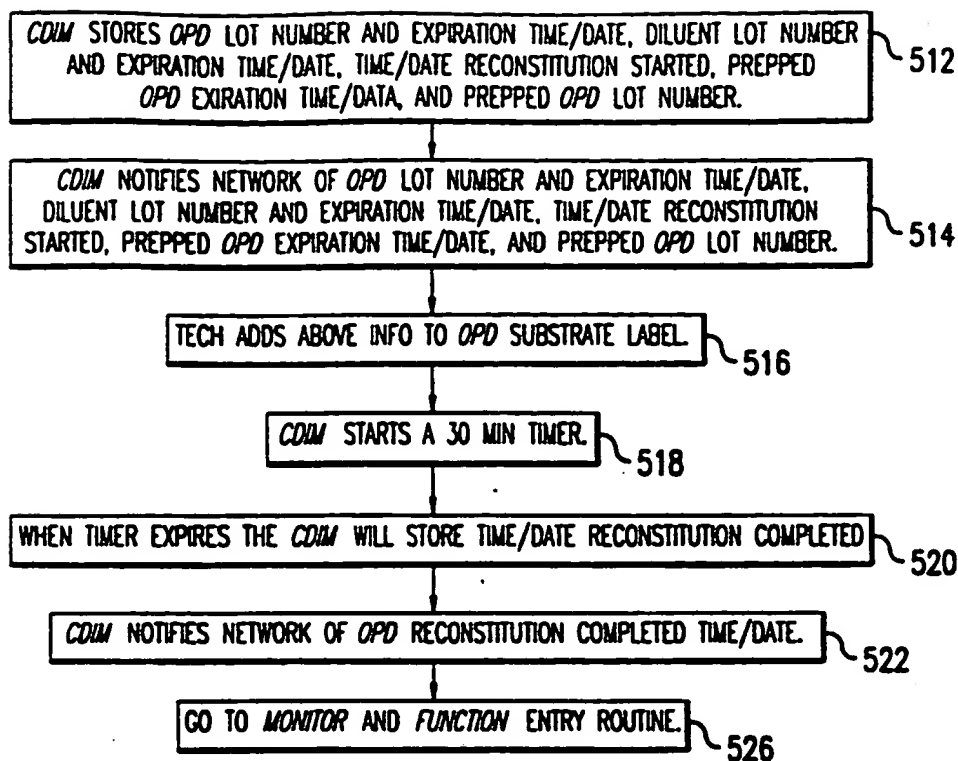 CDIM STORES OPD LOT NUMBER AND EXPIRATION TIME/DATE, DILUENT LOT NUMBER
AND EXPIRATION TIME/DATE, TIME/DATE RECONSTITUTION STARTED, PREPPED
OPD EXIRATION TIME/DATA, AND PREPPED OPD LOT NUMBER.
512
CDIM NOTIFIES NETWORK OF OPD LOT NUMBER AND EXPIRATION TIME/DATE,
DILUENT LOT NUMBER AND EXPIRATION TIME/DATE, TIME/DATE RECONSTITUTION
STARTED, PREPPED OPD EXPIRATION TIME/DATE, AND PREPPED OPD LOT NUMBER.
514
TECH ADDS ABOVE INFO TO OPD SUBSTRATE LABEL.
516
CDIM STARTS A 30 MIN TIMER.
518
WHEN TIMER EXPIRES THE CDIM WILL STORE TIME/DATE RECONSTITUTION COMPLETED
520
CDIM NOTIFIES NETWORK OF OPD RECONSTITUTION COMPLETED TIME/DATE.
522
GO TO MONITOR AND FUNCTION ENTRY ROUTINE.
526